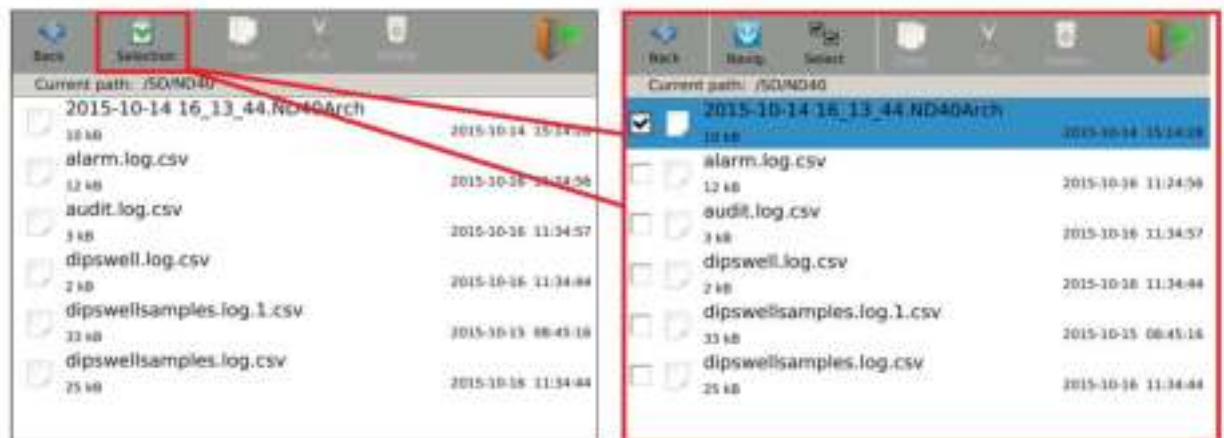 Back Selection
Current path: /SD/ND40
2015-10-14 16_13_44.ND40Arch
10 kB 2015-10-14
alarm.log.csv
12 kB 2015-10-16
audit.log.csv
3 kB 2015-10-16 11:34:57
dipswell.log.csv
2 kB 2015-10-16 11:34:44
dipswellsamples.log.1.csv
33 kB 2015-10-15 08:45:16
dipswellsamples.log.csv
25 kB 2015-10-16 11:34:44
Back Navig. Select
Current path: /SD/ND40
2015-10-14 16_13_44.ND40Arch
10 kB 2015-10-14
alarm.log.csv
12 kB 2015-10-16 11:24:56
audit.log.csv
3 kB 2015-10-16 11:34:57
dipswell.log.csv
2 kB 2015-10-16 11:34:44
dipswellsamples.log.1.csv
33 kB 2015-10-15 08:45:16
dipswellsamples.log.csv
25 kB 2015-10-16 11:34:44